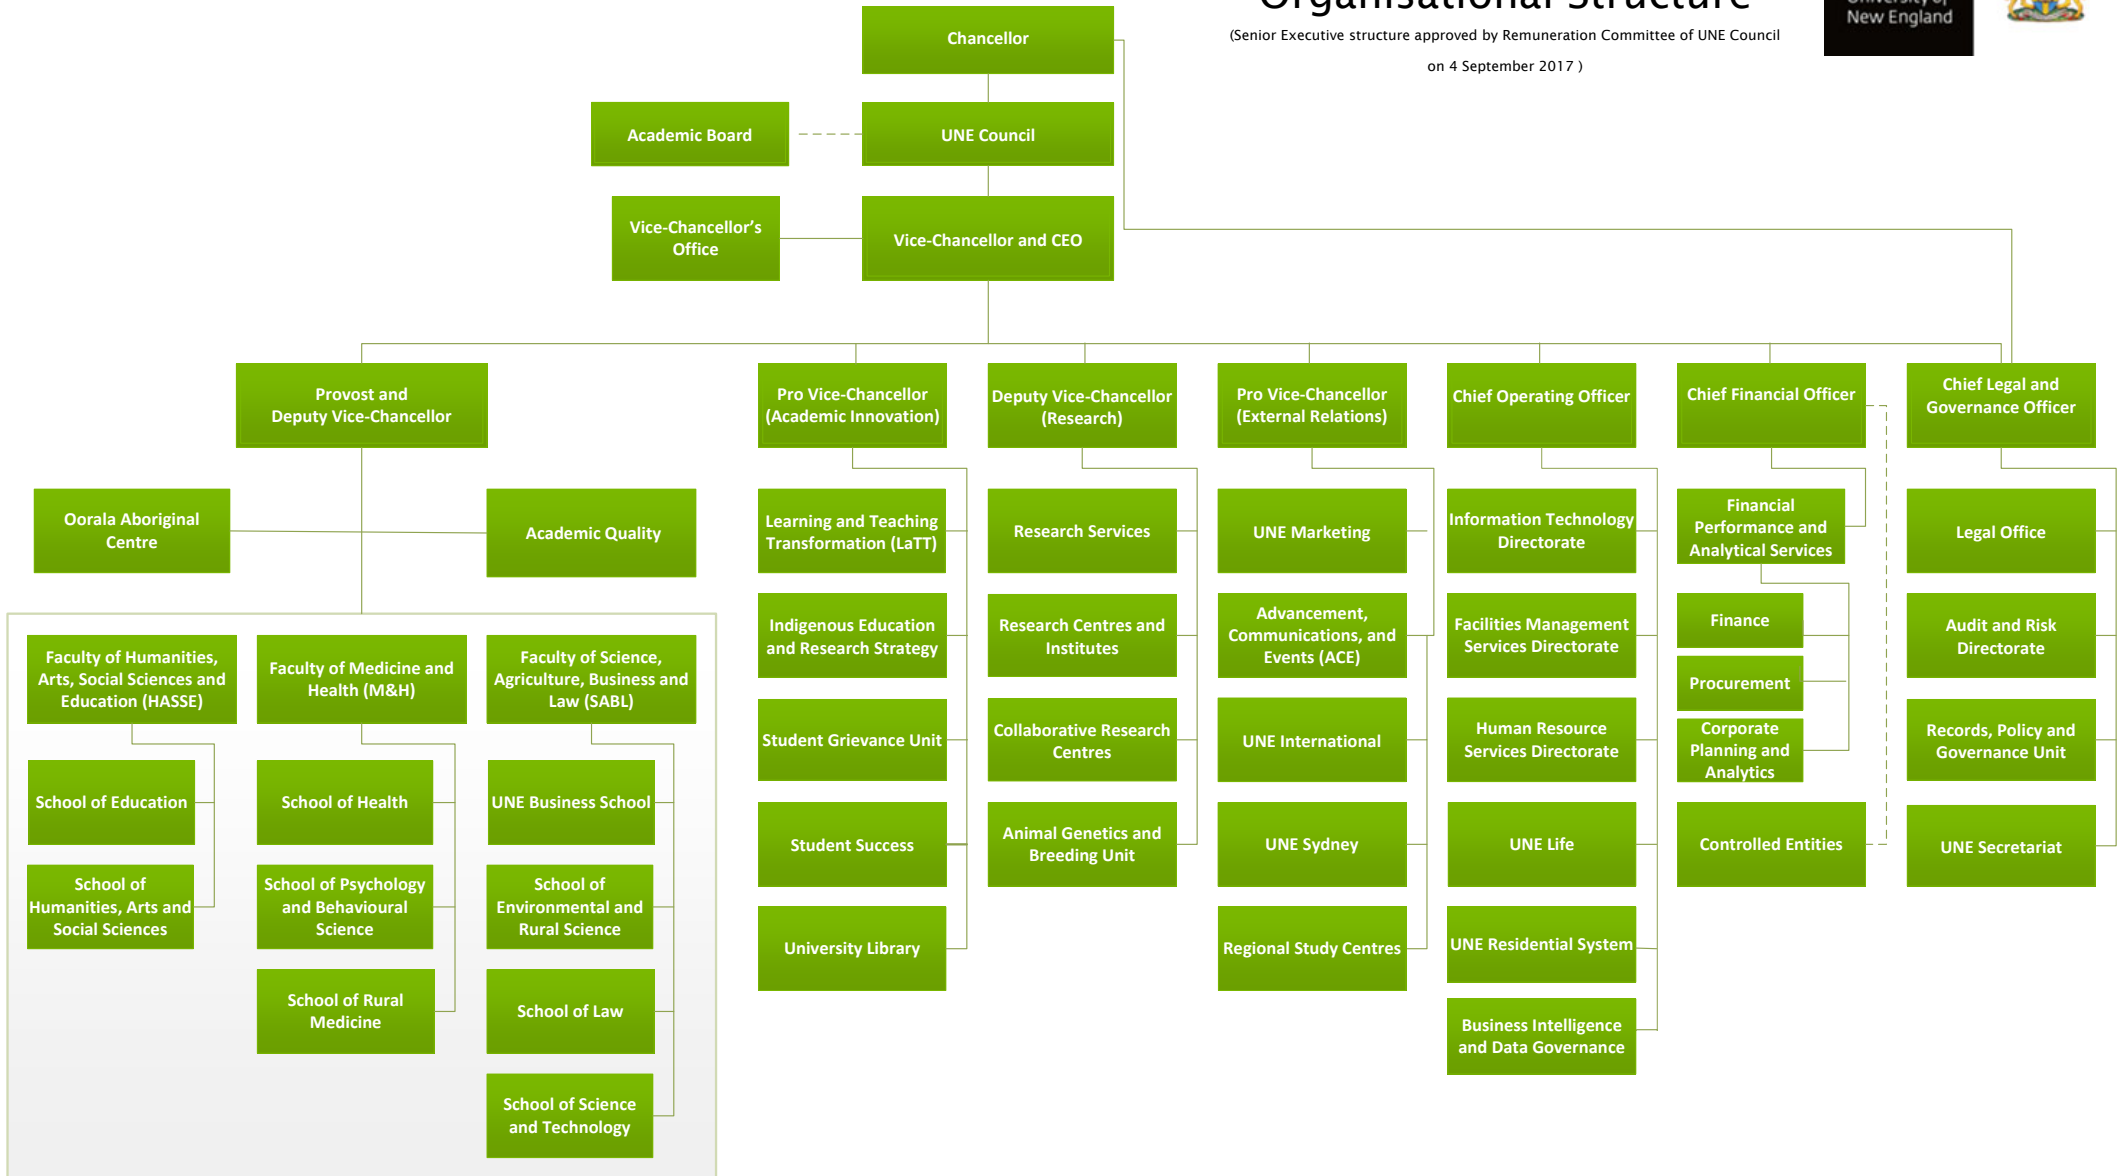 Organisational Structure
(Senior Executive structure approved by Remuneration Committee of UNE Council
on 4 September 2017 )
University of
New England
Chancellor
Academic Board
UNE Council
Vice-Chancellor's
Office
Vice-Chancellor and CEO
Provost and
Deputy Vice-Chancellor
Pro Vice-Chancellor
(Academic Innovation)
Deputy Vice-Chancellor
(Research)
Pro Vice-Chancellor
(External Relations)
Chief Operating Officer
Chief Financial Officer
Chief Legal and
Governance Officer
Oorala Aboriginal
Centre
Academic Quality
Faculty of Humanities,
Arts, Social Sciences and
Education (HASSE)
School of Education
School of
Humanities, Arts and
Social Sciences
Faculty of Medicine and
Health (M&H)
School of Health
School of Psychology
and Behavioural
Science
School of Rural
Medicine
Faculty of Science,
Agriculture, Business and
Law (SABL)
UNE Business School
School of
Environmental and
Rural Science
School of Law
School of Science
and Technology
Learning and Teaching
Transformation (LaTT)
Indigenous Education
and Research Strategy
Student Grievance Unit
Student Success
University Library
Research Services
Research Centres and
Institutes
Collaborative Research
Centres
Animal Genetics and
Breeding Unit
UNE Marketing
Advancement,
Communications, and
Events (ACE)
UNE International
UNE Sydney
Regional Study Centres
Information Technology
Directorate
Facilities Management
Services Directorate
Human Resource
Services Directorate
UNE Life
UNE Residential System
Business Intelligence
and Data Governance
Financial
Performance and
Analytical Services
Finance
Procurement
Corporate
Planning and
Analytics
Controlled Entities
Legal Office
Audit and Risk
Directorate
Records, Policy and
Governance Unit
UNE Secretariat